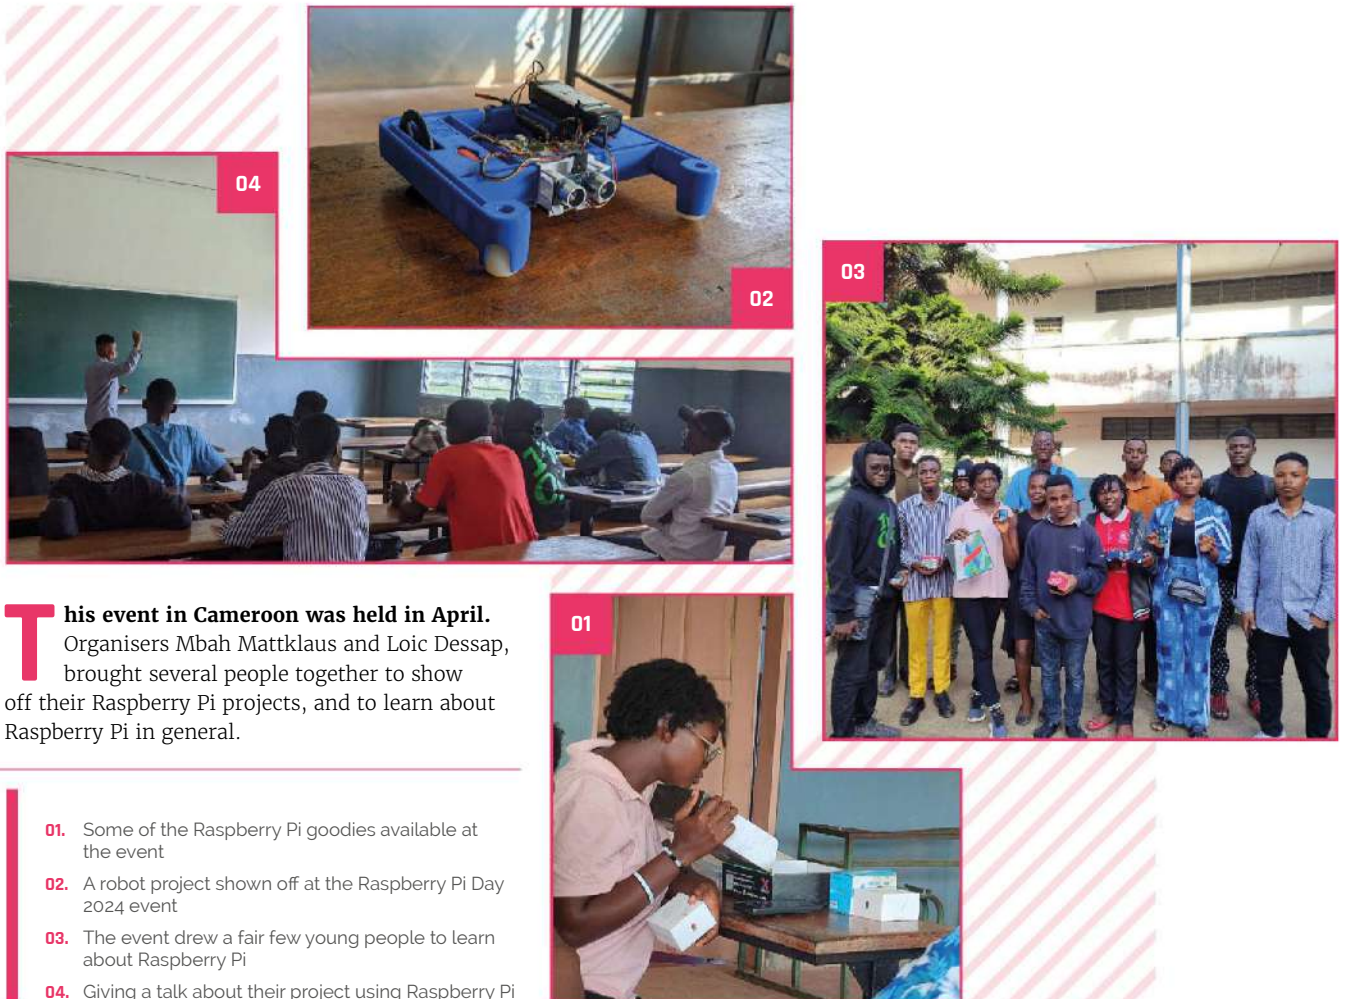 04
02
03
This event in Cameroon was held in April.
Organisers Mbah Mattklaus and Loic Dessap,
brought several people together to show
off their Raspberry Pi projects, and to learn about
Raspberry Pi in general.
01
01. Some of the Raspberry Pi goodies available at
the event
02. A robot project shown off at the Raspberry Pi Day
2024 event
03. The event drew a fair few young people to learn
about Raspberry Pi
04. Giving a talk about their project using Raspberry Pi